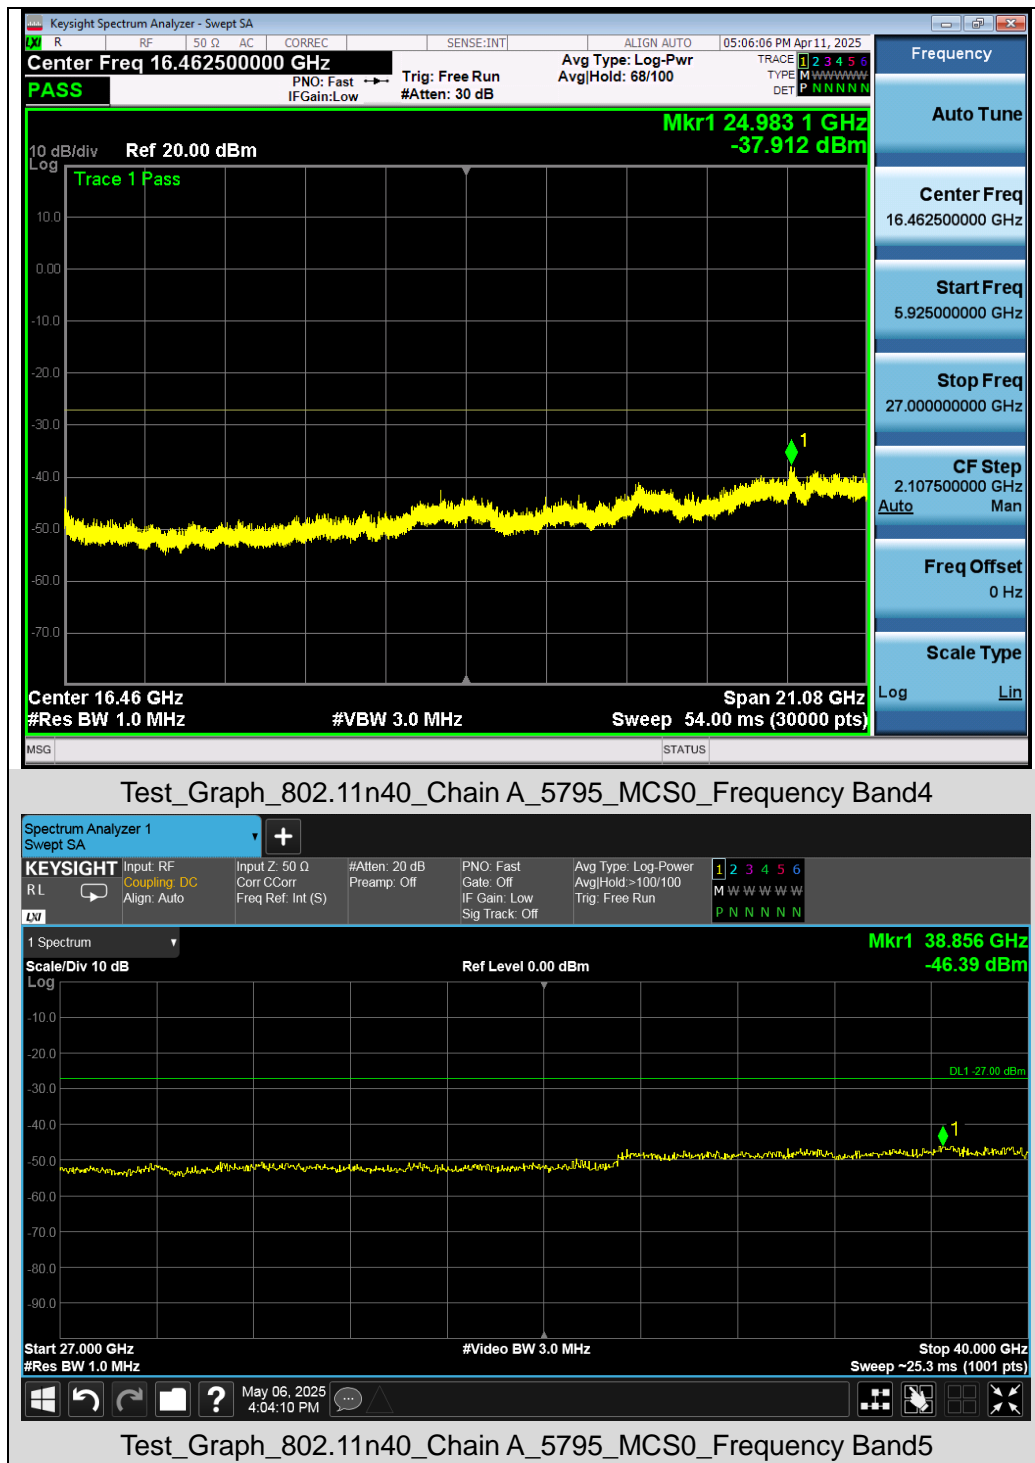 Keysight Spectrum Analyzer - Swept SA
LXI R RF 50 Ω AC CORREC SENSE:INT ALIGN AUTO 05:06:06 PM Apr 11, 2025
Center Freq 16.462500000 GHz
PNO: Fast
IFGain:Low
Trig: Free Run
#Atten: 30 dB
Avg Type: Log-Pwr
Avg|Hold: 68/100
TRACE 1 2 3 4 5 6
TYPE M W W W W W
DET P N N N N N
PASS
Mkr1 24.983 1 GHz
-37.912 dBm
10 dB/div Ref 20.00 dBm
Log
Trace 1 Pass
10.0
0.00
-10.0
-20.0
-30.0
-40.0
-50.0
-60.0
-70.0
1
Center 16.46 GHz Span 21.08 GHz
#Res BW 1.0 MHz #VBW 3.0 MHz Sweep 54.00 ms (30000 pts)
MSG STATUS
Frequency
Auto Tune
Center Freq
16.462500000 GHz
Start Freq
5.925000000 GHz
Stop Freq
27.000000000 GHz
CF Step
2.107500000 GHz
Auto Man
Freq Offset
0 Hz
Scale Type
Log Lin
Test_Graph_802.11n40_Chain A_5795_MCS0_Frequency Band4
Spectrum Analyzer 1
Swept SA
+
KEYSIGHT
R L
LXI
Input: RF
Coupling: DC
Align: Auto
Input Z: 50 Ω
Corr CCorr
Freq Ref: Int (S)
#Atten: 20 dB
Preamp: Off
PNO: Fast
Gate: Off
IF Gain: Low
Sig Track: Off
Avg Type: Log-Power
Avg|Hold:>100/100
Trig: Free Run
1 2 3 4 5 6
M W W W W W
P N N N N N
1 Spectrum
Mkr1 38.856 GHz
-46.39 dBm
Scale/Div 10 dB Ref Level 0.00 dBm
Log
-10.0
-20.0
-30.0
-40.0
-50.0
-60.0
-70.0
-80.0
-90.0
DL1 -27.00 dBm
1
Start 27.000 GHz #Video BW 3.0 MHz Stop 40.000 GHz
#Res BW 1.0 MHz Sweep ~25.3 ms (1001 pts)
?
May 06, 2025
4:04:10 PM
Test_Graph_802.11n40_Chain A_5795_MCS0_Frequency Band5